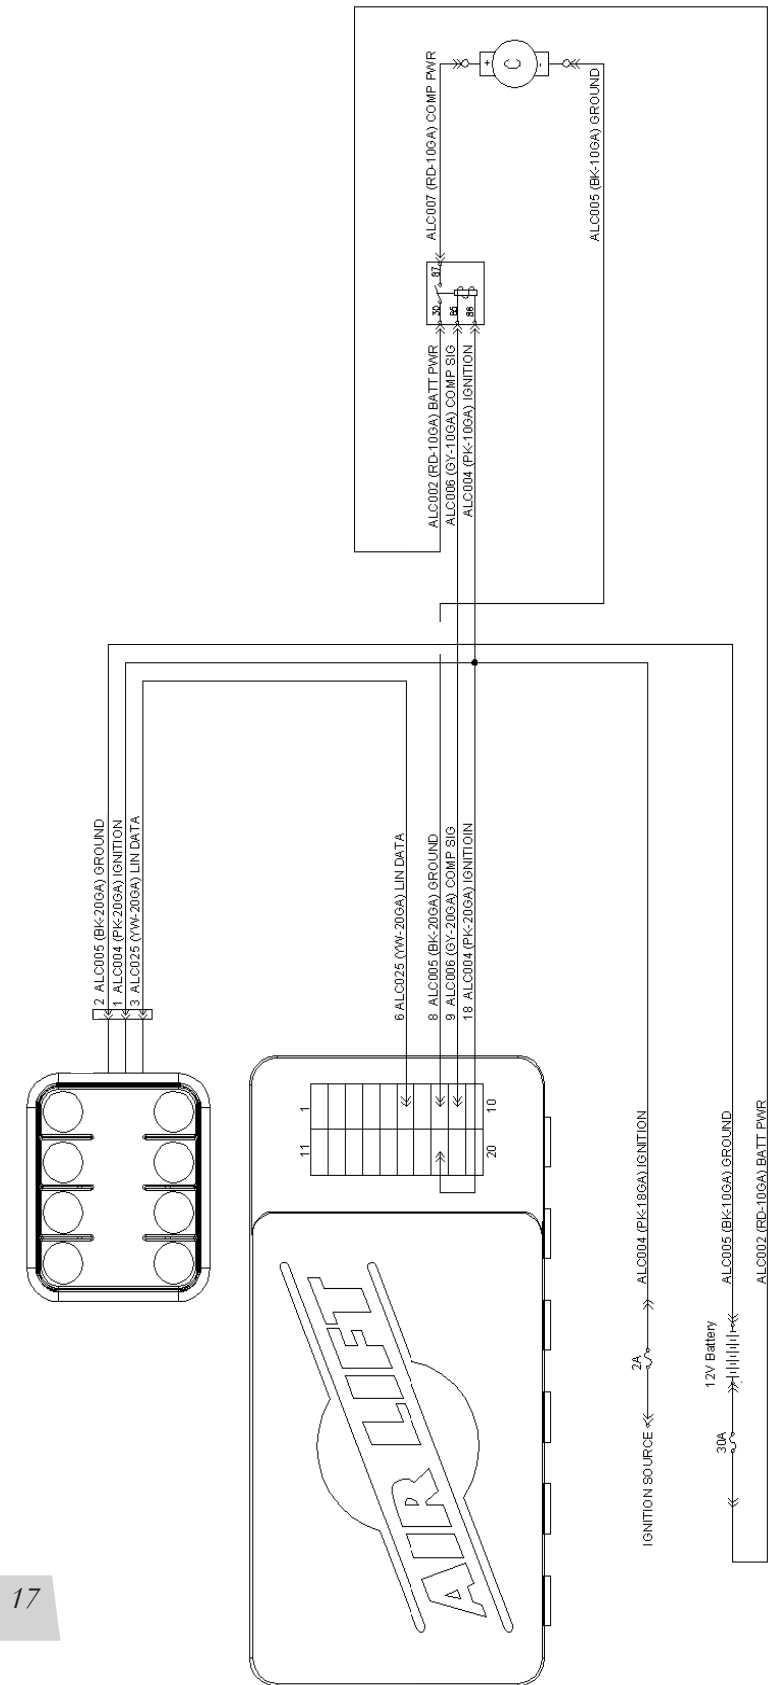 C
+
-
ALC007 (RD-10GA) COMP PWR
ALC005 (BK-10GA) GROUND
87
30
85
86
ALC002 (RD-10GA) BATT PWR
ALC006 (GY-10GA) COMP SIG
ALC004 (PK-10GA) IGNITION
2 ALC005 (BK-20GA) GROUND
1 ALC004 (PK-20GA) IGNITION
3 ALC025 (YW-20GA) LIN DATA
6 ALC025 (YW-20GA) LIN DATA
8 ALC005 (BK-20GA) GROUND
9 ALC006 (GY-20GA) COMP SIG
18 ALC004 (PK-20GA) IGNITIOIN
1
10
11
20
AIR LIFT
ALC004 (PK-18GA) IGNITION
2A
IGNITION SOURCE
ALC005 (BK-10GA) GROUND
12V Battery
30A
ALC002 (RD-10GA) BATT PWR
17